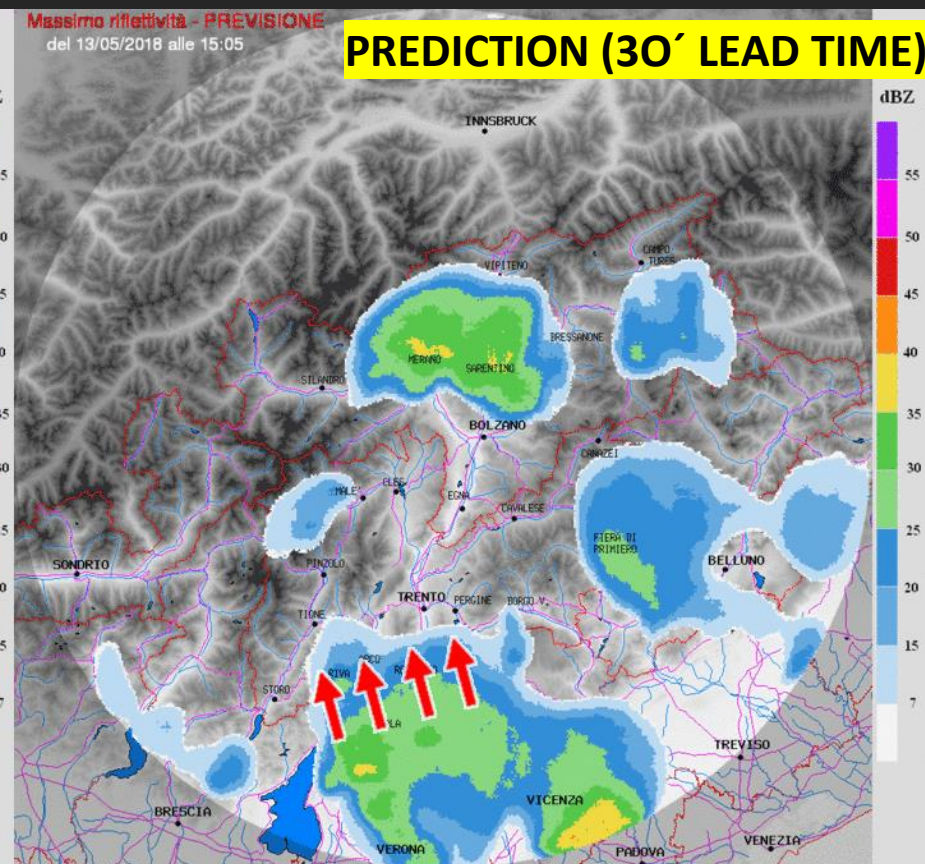 Massimo riflettività - PREVISIONE
del 13/05/2018 alle 15:05
PREDICTION (3O´ LEAD TIME)
dBZ
INNSBRUCK
55
50
45
40
35
30
25
20
15
7
CAMPO
TURES
VIPITENO
BRESSANONE
MERANO
SARENTINO
SILANDRO
BOLZANO
CANAZEI
MALE'
CLES
EGNA
CAVALESE
FIERA DI
PRIMIERO
SONDRIO
PINZOLO
BELLUNO
TRENTO
PERGINE
BORGO V.
TIONE
ARCO
RIVA
STORO
TREVISO
BRESCIA
VICENZA
VERONA
PADOVA
VENEZIA